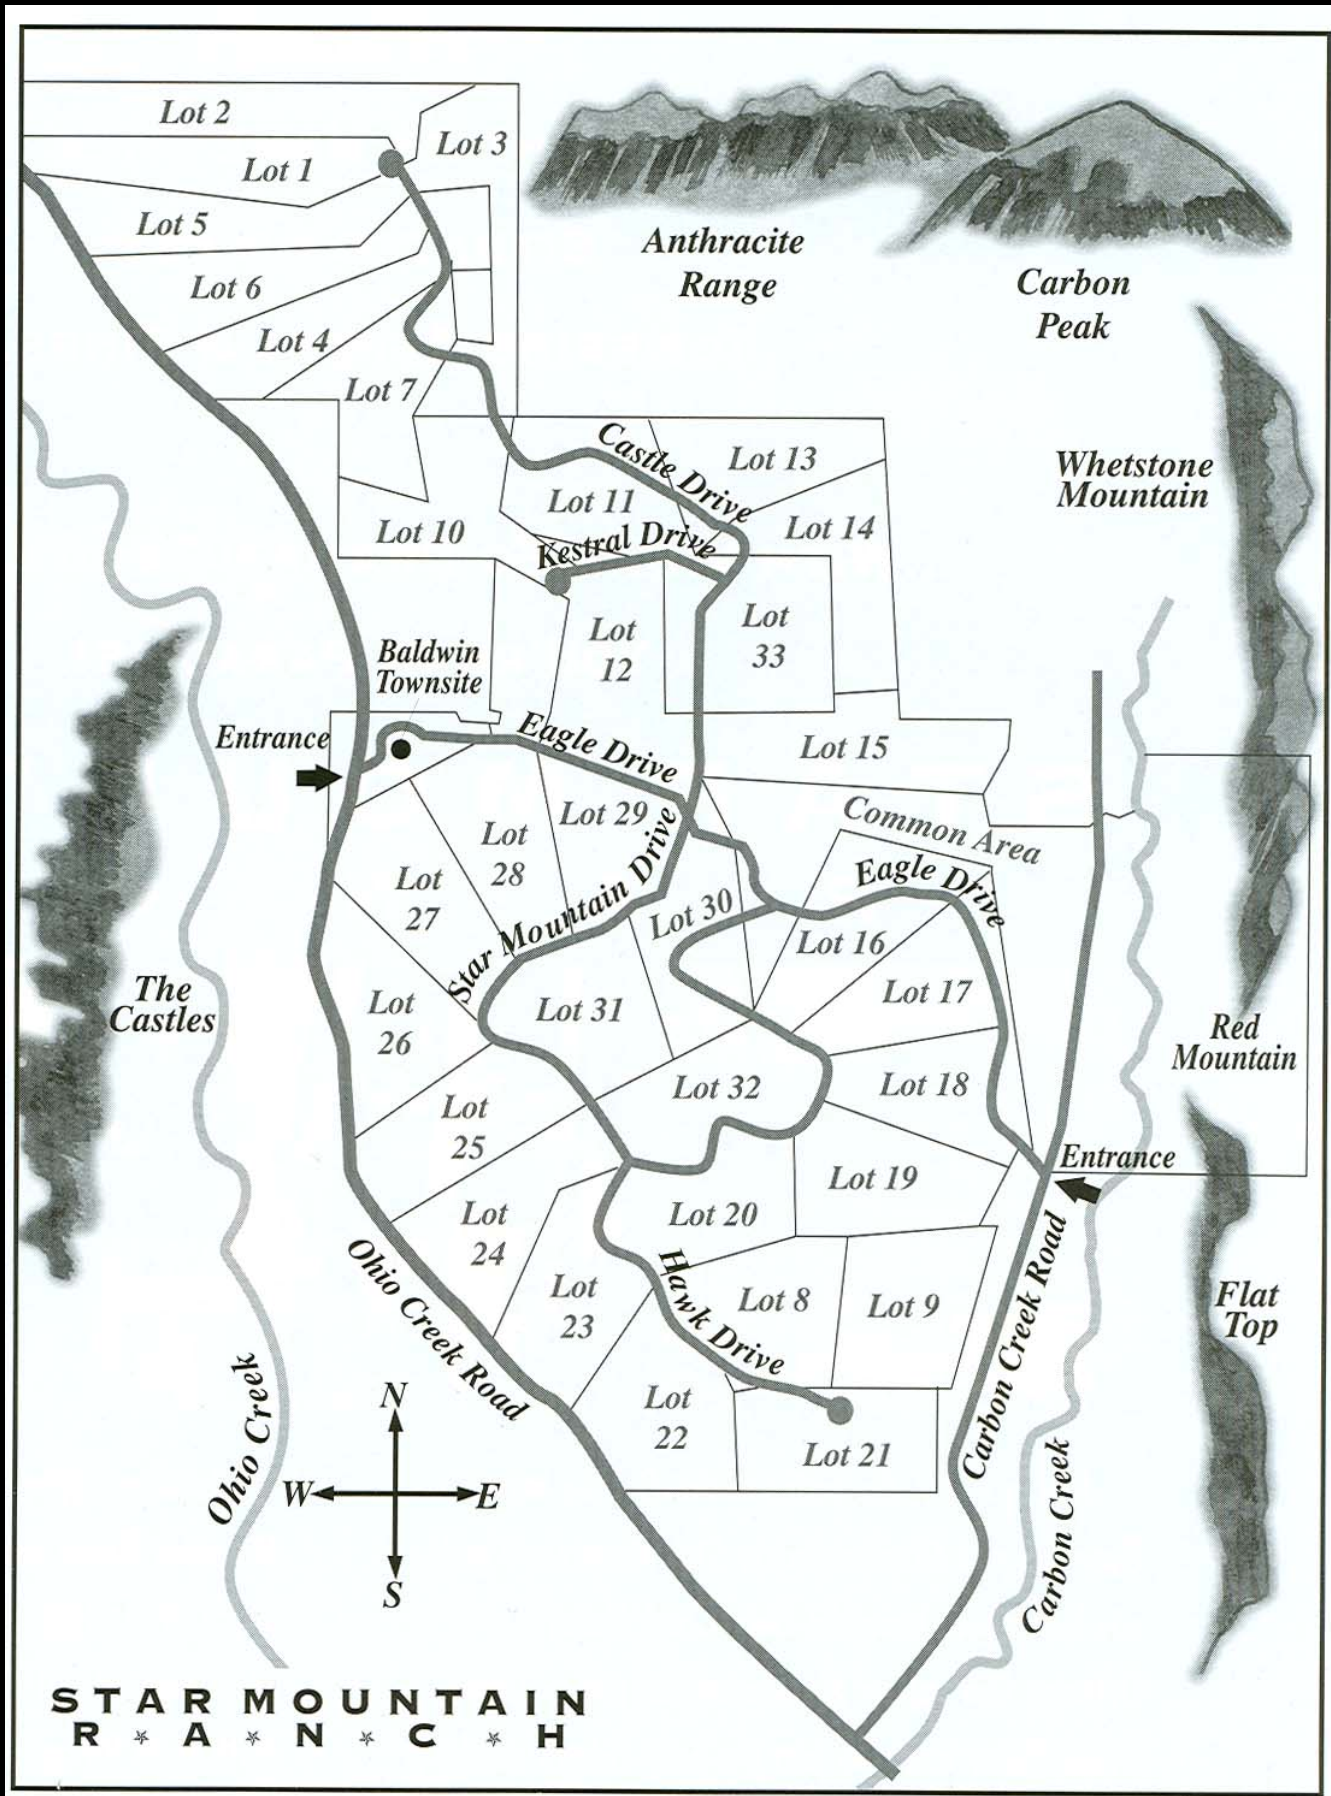 Lot 2
Lot 3
Lot 1
Lot 5
Lot 6
Lot 4
Lot 7
Anthracite
Range
Carbon
Peak
Castle Drive
Lot 13
Whetstone
Mountain
Lot 11
Lot 10
Kestral Drive
Lot 14
Lot
12
Lot
33
Baldwin
Townsite
Entrance
Eagle Drive
Lot 15
Lot 29
Common Area
Lot
28
Eagle Drive
Lot
27
Star Mountain Drive
Lot 30
Lot 16
The
Castles
Lot
26
Lot 31
Lot 17
Red
Mountain
Lot 32
Lot 18
Lot
25
Entrance
Lot 19
Lot
24
Lot 20
Ohio Creek Road
Hawk Drive
Lot
23
Lot 8
Lot 9
Carbon Creek Road
Flat
Top
Ohio Creek
N
W
E
S
Lot
22
Lot 21
Carbon Creek
STAR MOUNTAIN
R * A * N * C * H